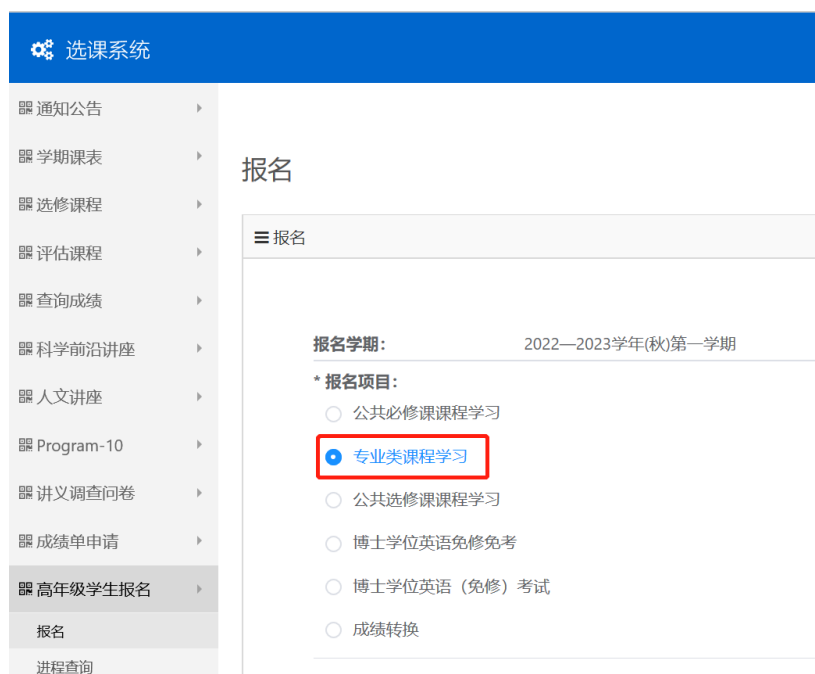 选课系统
通知公告
学期课表
选修课程
评估课程
查询成绩
科学前沿讲座
人文讲座
Program-10
讲义调查问卷
成绩单申请
高年级学生报名
报名
进程查询
报名
报名
报名学期：
2022—2023学年(秋)第一学期
* 报名项目：
公共必修课课程学习
专业类课程学习
公共选修课课程学习
博士学位英语免修免考
博士学位英语（免修）考试
成绩转换